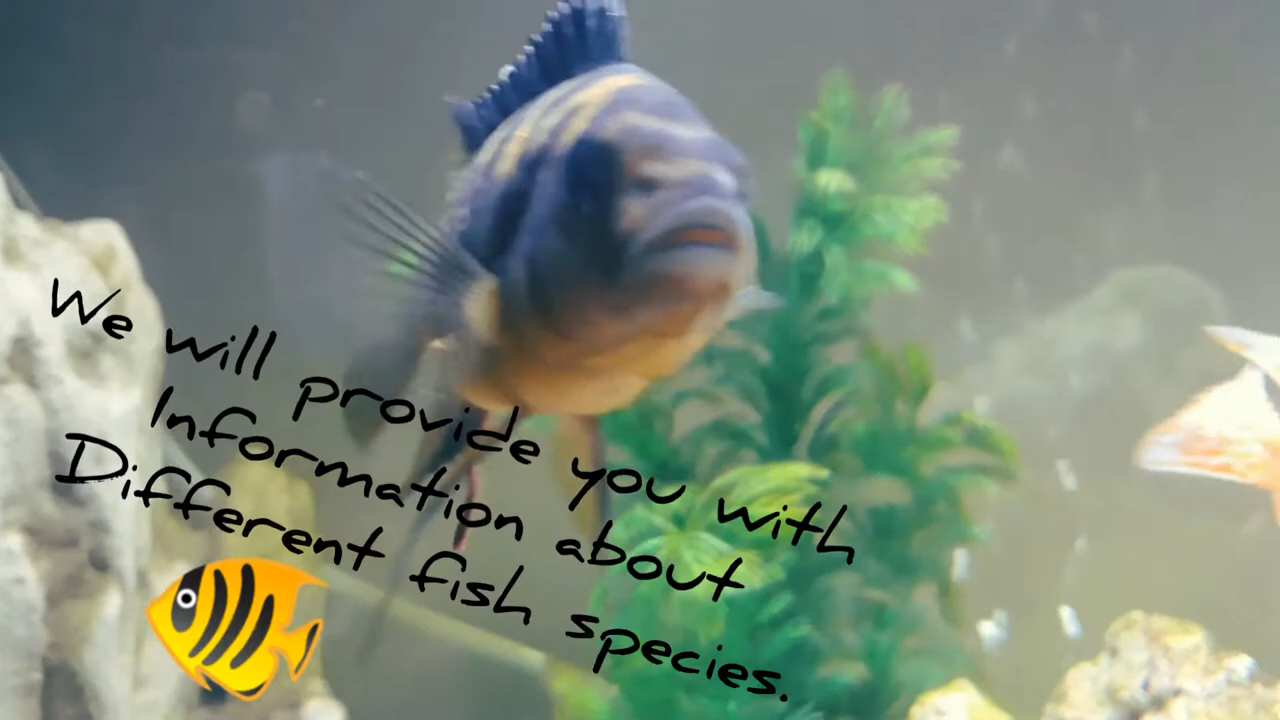 We will provide you with
Information about
Different fish species.